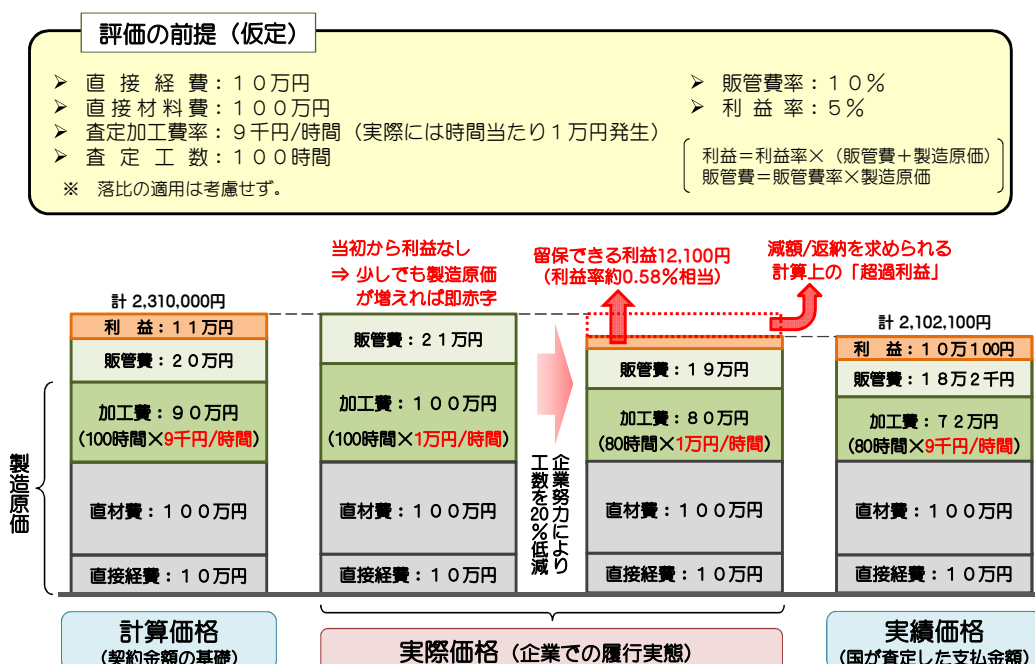 評価の前提（仮定）
➢ 直 接 経 費：１０万円
➢ 直接材料費：１００万円
➢ 査定加工費率：９千円/時間（実際には時間当たり１万円発生）
➢ 査 定 工 数：１００時間
※　落比の適用は考慮せず。
➢ 販管費率：１０％
➢ 利 益 率：５％
利益＝利益率×（販管費＋製造原価）
販管費＝販管費率×製造原価
当初から利益なし
⇒ 少しでも製造原価
が増えれば即赤字
留保できる利益12,100円
（利益率約0.58％相当）
減額/返納を求められる
計算上の「超過利益」
計 2,310,000円
利　益：１１万円
販管費：２０万円
加工費：９０万円
(100時間×9千円/時間)
直材費：１００万円
直接経費：１０万円
製造原価
販管費：２１万円
加工費：１００万円
(100時間×1万円/時間)
直材費：１００万円
直接経費：１０万円
企業努力により
工数を20％低減
販管費：１９万円
加工費：８０万円
(80時間×1万円/時間)
直材費：１００万円
直接経費：１０万円
計 2,102,100円
利　益：１０万１００円
販管費：１８万２千円
加工費：７２万円
(80時間×9千円/時間)
直材費：１００万円
直接経費：１０万円
計算価格
(契約金額の基礎)
実際価格（企業での履行実態）
実績価格
(国が査定した支払金額)